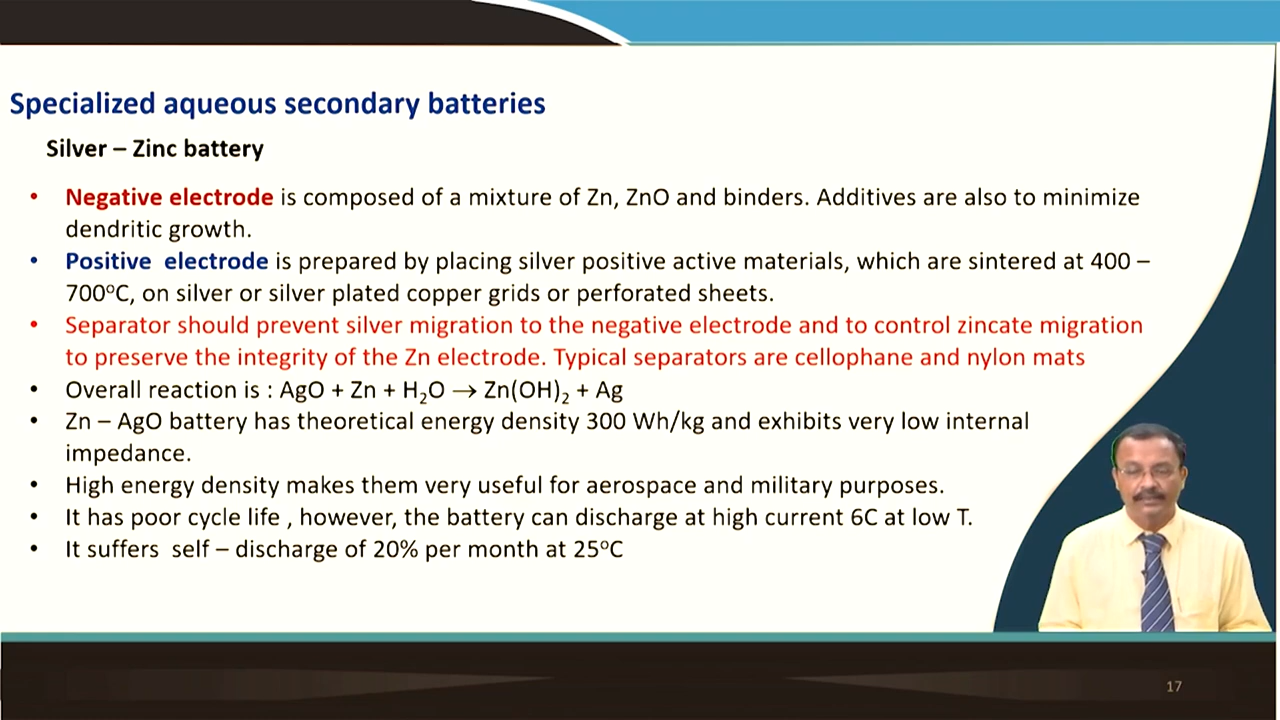 Specialized aqueous secondary batteries
Silver – Zinc battery
• Negative electrode is composed of a mixture of Zn, ZnO and binders. Additives are also to minimize
dendritic growth.
• Positive electrode is prepared by placing silver positive active materials, which are sintered at 400 –
700°C, on silver or silver plated copper grids or perforated sheets.
• Separator should prevent silver migration to the negative electrode and to control zincate migration
to preserve the integrity of the Zn electrode. Typical separators are cellophane and nylon mats
• Overall reaction is : AgO + Zn + H₂O → Zn(OH)₂ + Ag
• Zn – AgO battery has theoretical energy density 300 Wh/kg and exhibits very low internal
impedance.
• High energy density makes them very useful for aerospace and military purposes.
• It has poor cycle life , however, the battery can discharge at high current 6C at low T.
• It suffers self – discharge of 20% per month at 25°C
17